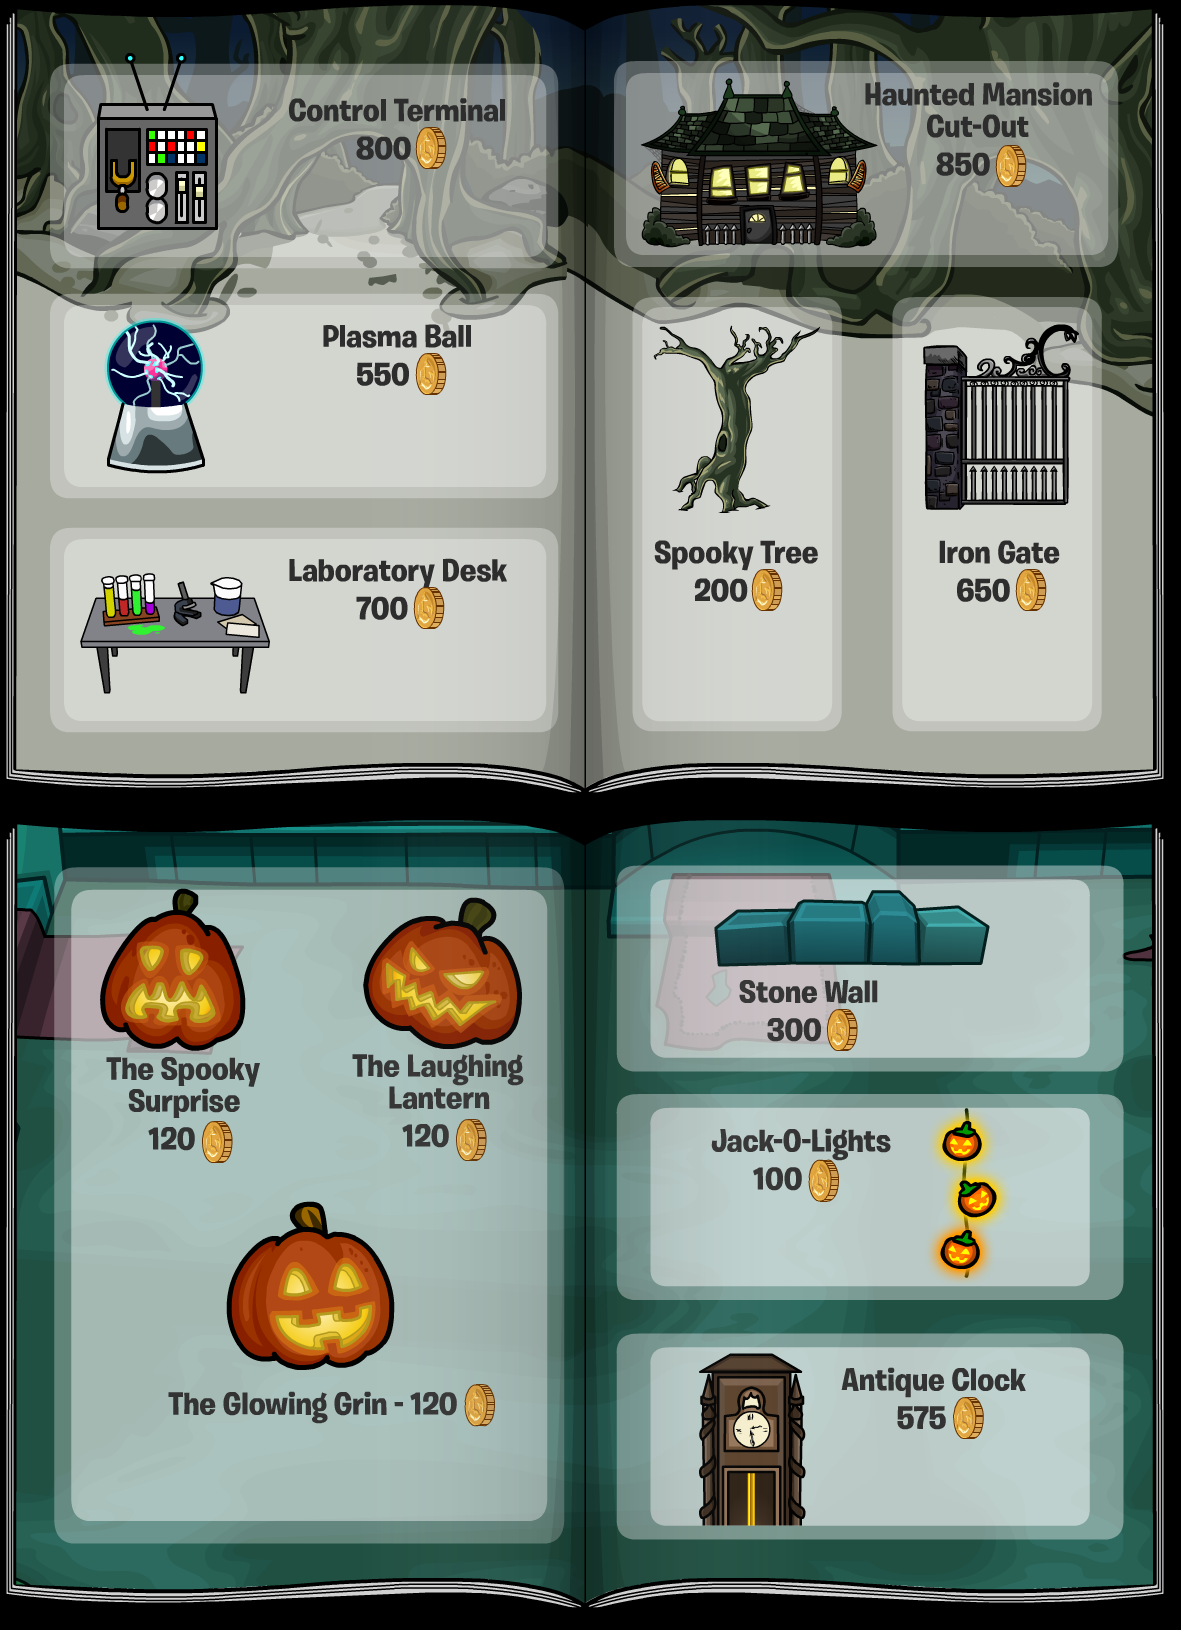 Control Terminal
800
Plasma Ball
550
Laboratory Desk
700
Haunted Mansion
Cut-Out
850
Spooky Tree
200
Iron Gate
650
The Spooky
Surprise
120
The Laughing
Lantern
120
The Glowing Grin - 120
Stone Wall
300
Jack-O-Lights
100
Antique Clock
575